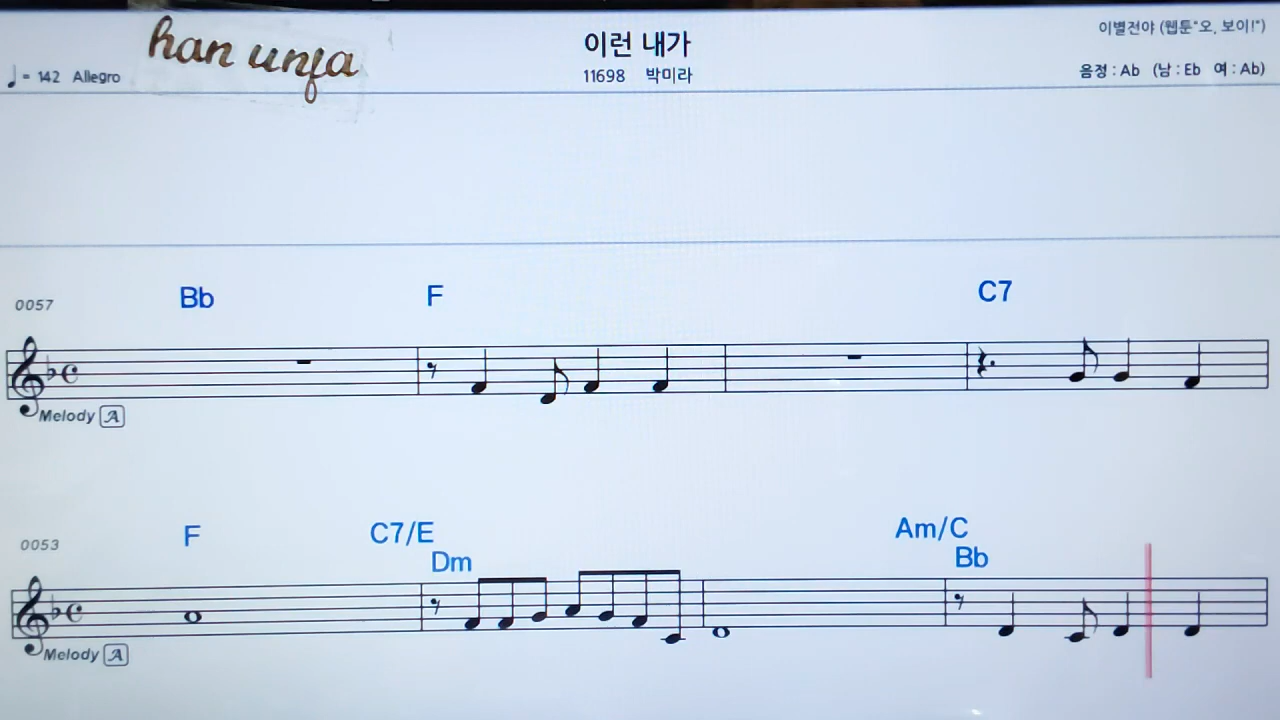 han unja
이런 내가
이별전야 (웹툰"오, 보이!")
♩= 142 Allegro
11698 박미라
음정 : Ab (남 : Eb 여 : Ab)
0057 Bb F C7
Melody A
0053 F C7/E Dm Am/C Bb
Melody A